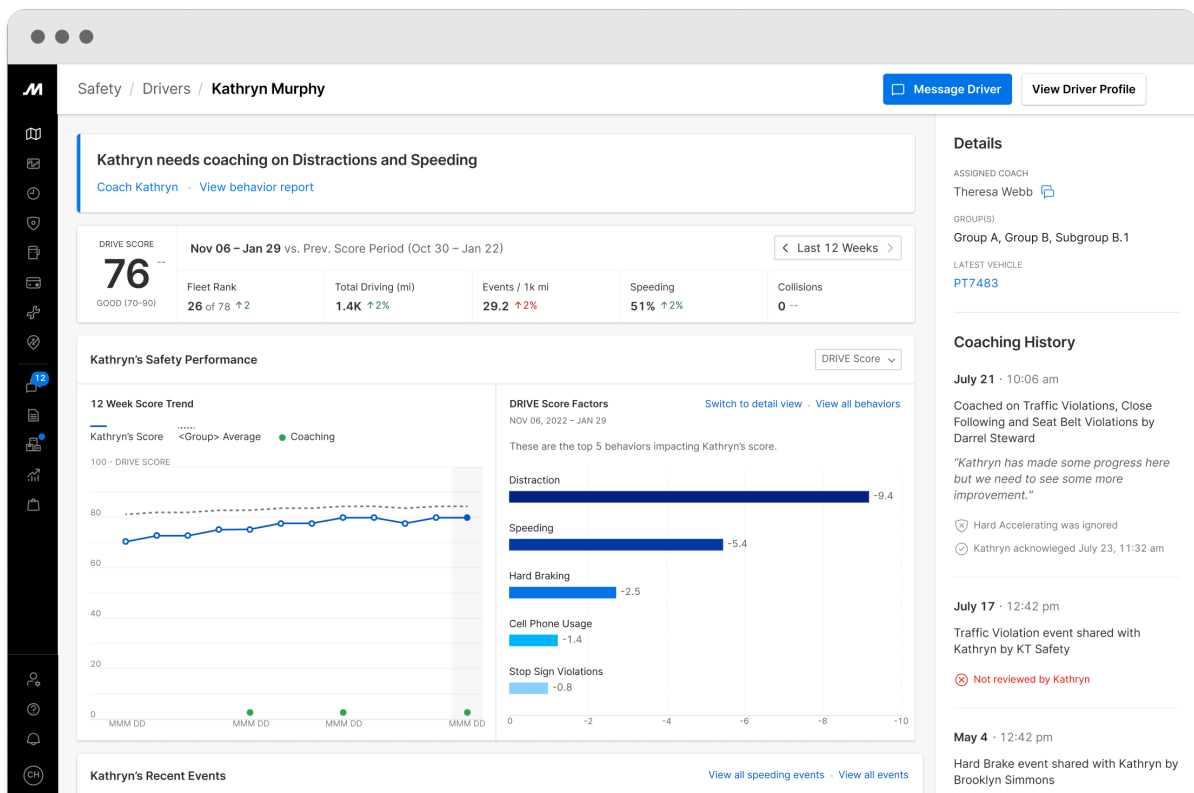 Safety / Drivers / Kathryn Murphy
Message Driver
View Driver Profile
12
CH
Kathryn needs coaching on Distractions and Speeding
Coach Kathryn · View behavior report
DRIVE SCORE
76 --
GOOD (70–90)
Nov 06 – Jan 29 vs. Prev. Score Period (Oct 30 – Jan 22)
Last 12 Weeks
Fleet Rank
26 of 78 ↑2
Total Driving (mi)
1.4K ↑2%
Events / 1k mi
29.2 ↑2%
Speeding
51% ↑2%
Collisions
0 --
Kathryn’s Safety Performance
DRIVE Score
12 Week Score Trend
Kathryn’s Score
<Group> Average
Coaching
100 - DRIVE SCORE
80
60
40
20
0
MMM DD
MMM DD
MMM DD
MMM DD
DRIVE Score Factors
Switch to detail view · View all behaviors
NOV 06, 2022 – JAN 29
These are the top 5 behaviors impacting Kathryn’s score.
Distraction
-9.4
Speeding
-5.4
Hard Braking
-2.5
Cell Phone Usage
-1.4
Stop Sign Violations
-0.8
0 -2 -4 -6 -8 -10
Kathryn’s Recent Events
View all speeding events · View all events
Details
ASSIGNED COACH
Theresa Webb
GROUP(S)
Group A, Group B, Subgroup B.1
LATEST VEHICLE
PT7483
Coaching History
July 21 · 10:06 am
Coached on Traffic Violations, Close
Following and Seat Belt Violations by
Darrel Steward
“Kathryn has made some progress here
but we need to see some more
improvement.”
Hard Accelerating was ignored
Kathryn acknowleged July 23, 11:32 am
July 17 · 12:42 pm
Traffic Violation event shared with
Kathryn by KT Safety
Not reviewed by Kathryn
May 4 · 12:42 pm
Hard Brake event shared with Kathryn by
Brooklyn Simmons